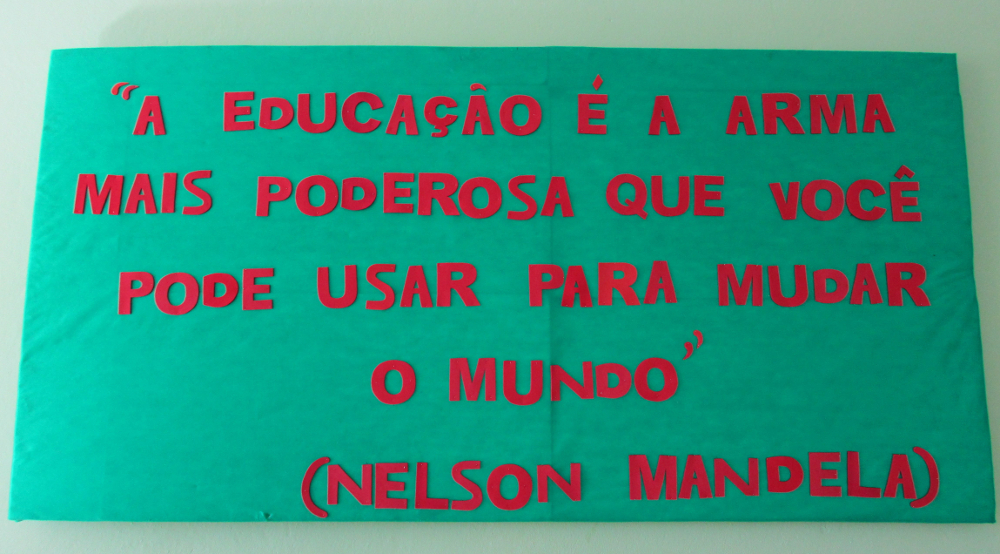 "A EDUCAÇÃO É A ARMA
MAIS PODEROSA QUE VOCÊ
PODE USAR PARA MUDAR
O MUNDO"
(NELSON MANDELA)